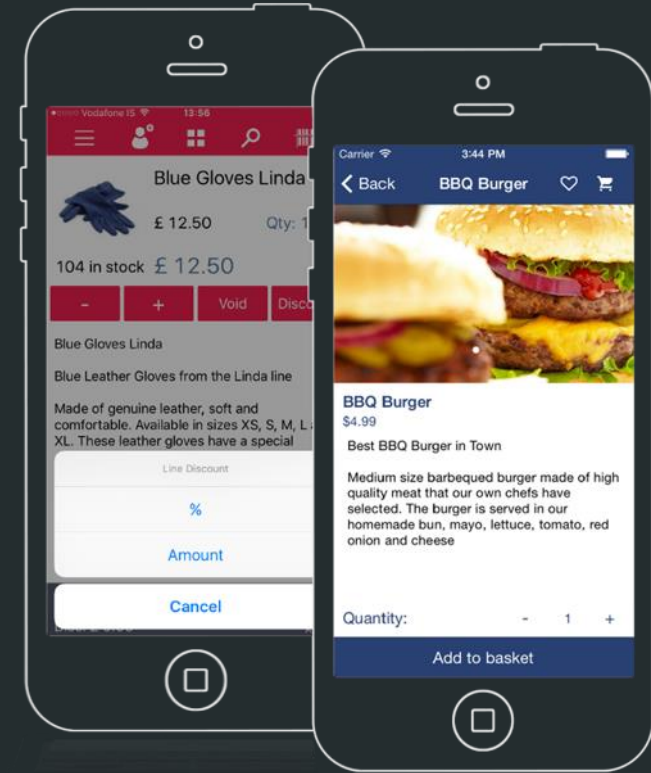 Vodafone IS 13:56
Blue Gloves Linda
£ 12.50 Qty: 1
104 in stock £ 12.50
- + Void
Blue Gloves Linda
Blue Leather Gloves from the Linda line
Made of genuine leather, soft and
comfortable. Available in sizes XS, S, M, L
XL. These leather gloves have a special
Line Discount
%
Amount
Cancel
Carrier 3:44 PM
Back BBQ Burger
BBQ Burger
$4.99
Best BBQ Burger in Town
Medium size barbequed burger made of high
quality meat that our own chefs have
selected. The burger is served in our
homemade bun, mayo, lettuce, tomato, red
onion and cheese
Quantity: - 1 +
Add to basket